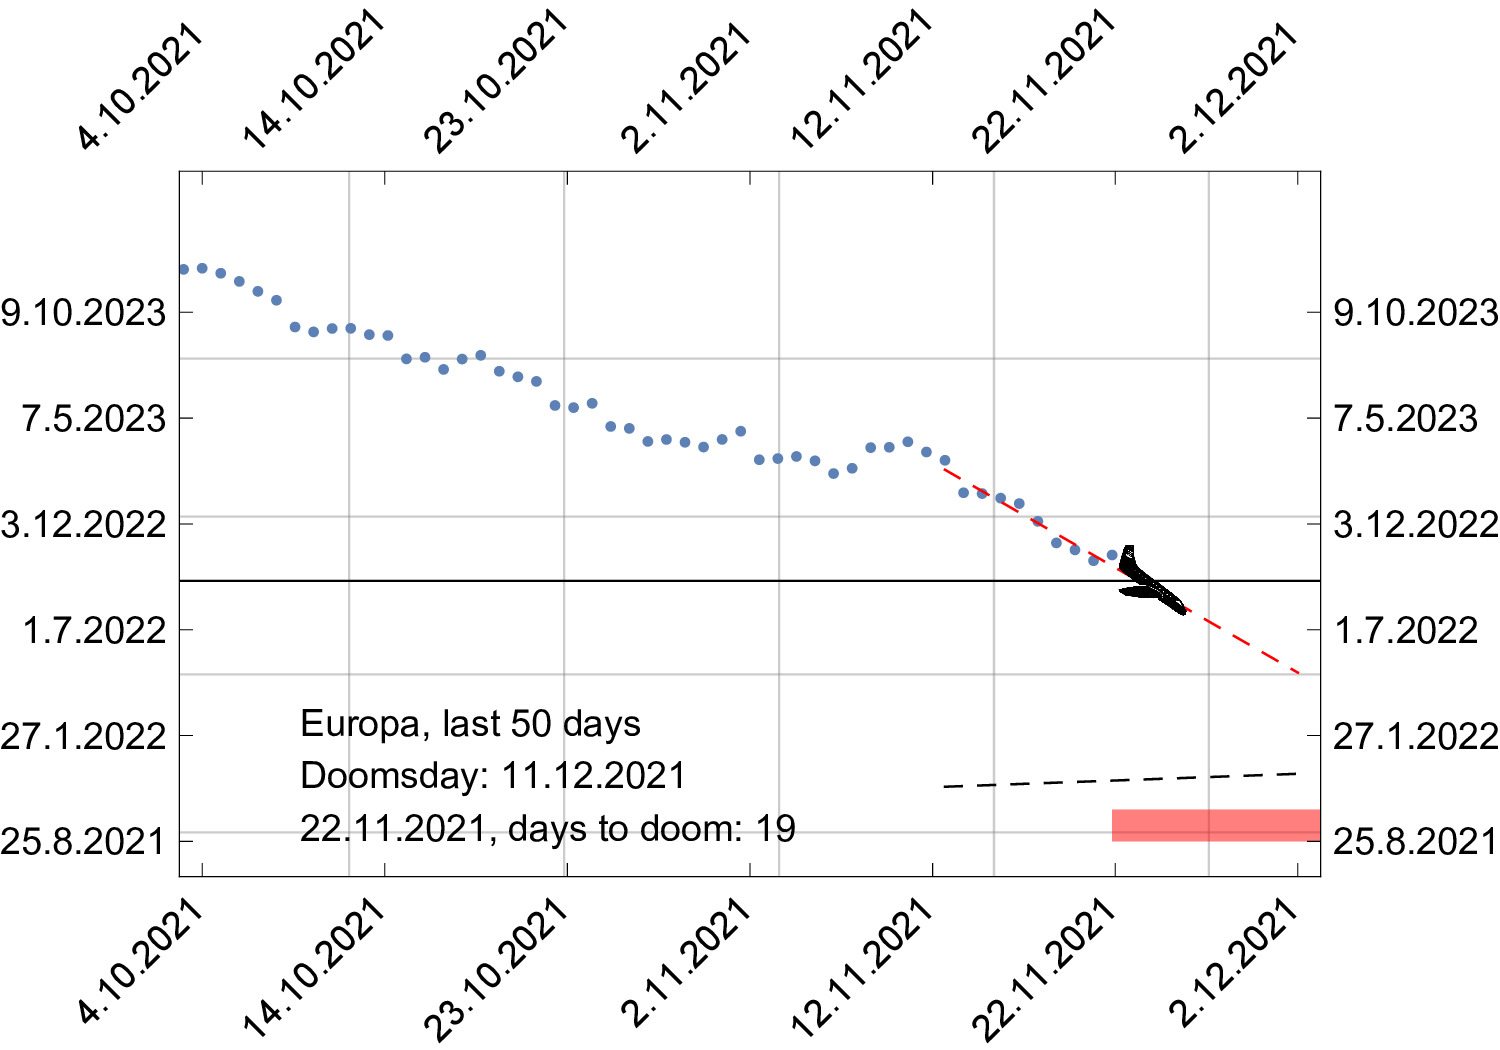 4.10.2021 14.10.2021 23.10.2021 2.11.2021 12.11.2021 22.11.2021 2.12.2021
9.10.2023 9.10.2023
7.5.2023 7.5.2023
3.12.2022 3.12.2022
1.7.2022 1.7.2022
27.1.2022 27.1.2022
25.8.2021 25.8.2021
Europa, last 50 days
Doomsday: 11.12.2021
22.11.2021, days to doom: 19
4.10.2021 14.10.2021 23.10.2021 2.11.2021 12.11.2021 22.11.2021 2.12.2021